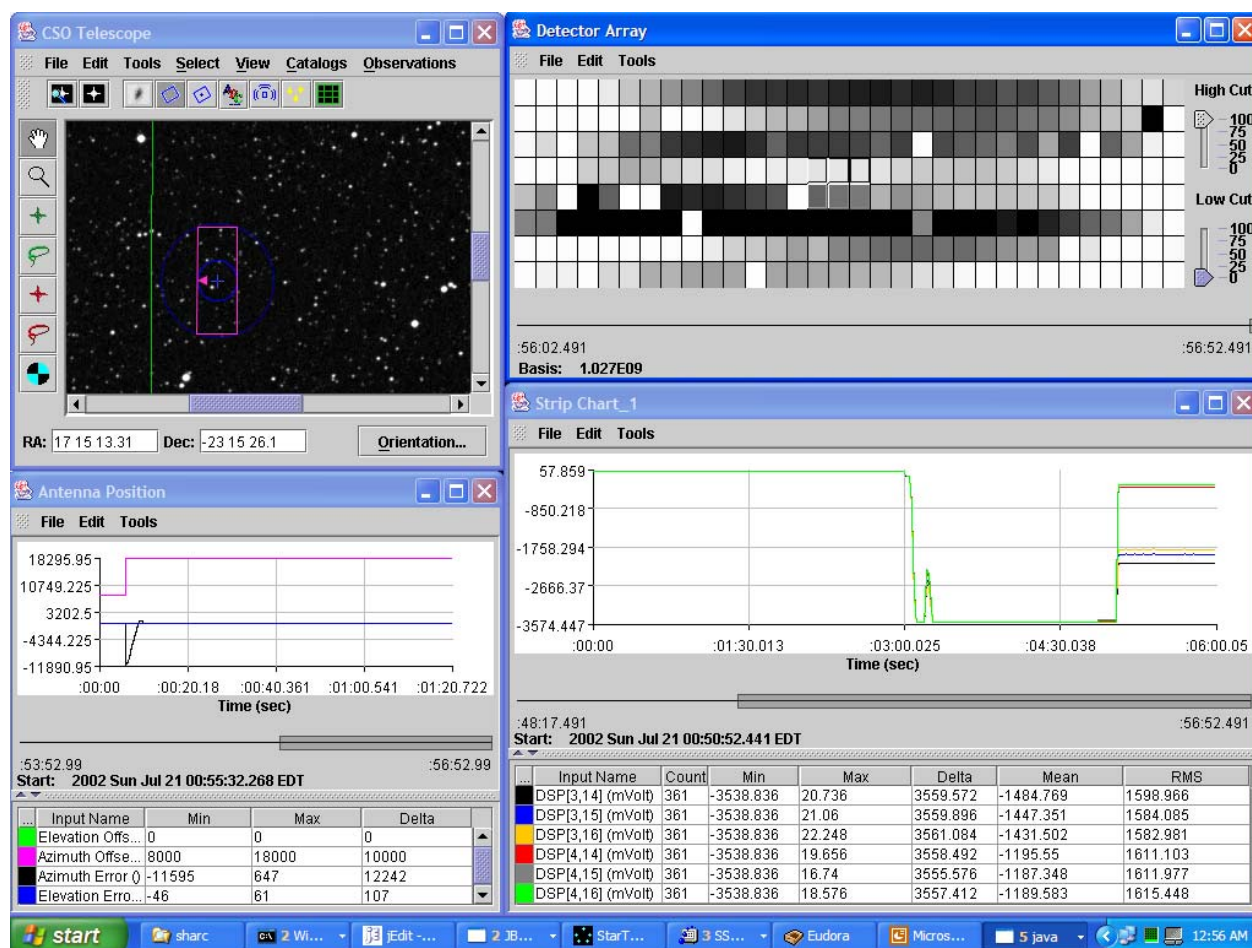 CSO Telescope
File Edit Tools Select View Catalogs Observations
RA: 17 15 13.31 Dec: -23 15 26.1 Orientation...
Detector Array
File Edit Tools
High Cut
100
75
50
25
0
Low Cut
100
75
50
25
0
:56:02.491 :56:52.491
Basis: 1.027E09
Antenna Position
File Edit Tools
18295.95
10749.225
3202.5
-4344.225
-11890.95
:00:00 :00:20.18 :00:40.361 :01:00.541 :01:20.722
Time (sec)
:53:52.99 :56:52.99
Start: 2002 Sun Jul 21 00:55:32.268 EDT
... Input Name Min Max Delta
Elevation Offs... 0 0 0
Azimuth Offse... 8000 18000 10000
Azimuth Error () -11595 647 12242
Elevation Erro... -46 61 107
Strip Chart_1
File Edit Tools
57.859
-850.218
-1758.294
-2666.37
-3574.447
:00:00 :01:30.013 :03:00.025 :04:30.038 :06:00.05
Time (sec)
:48:17.491 :56:52.491
Start: 2002 Sun Jul 21 00:50:52.441 EDT
... Input Name Count Min Max Delta Mean RMS
DSP[3,14] (mVolt) 361 -3538.836 20.736 3559.572 -1484.769 1598.966
DSP[3,15] (mVolt) 361 -3538.836 21.06 3559.896 -1447.351 1584.085
DSP[3,16] (mVolt) 361 -3538.836 22.248 3561.084 -1431.502 1582.981
DSP[4,14] (mVolt) 361 -3538.836 19.656 3558.492 -1195.55 1611.103
DSP[4,15] (mVolt) 361 -3538.836 16.74 3555.576 -1187.348 1611.977
DSP[4,16] (mVolt) 361 -3538.836 18.576 3557.412 -1189.583 1615.448
start sharc 2 Wi... jEdit -... 2 JB... StarT... 3 SS... Eudora Micros... 5 java 12:56 AM